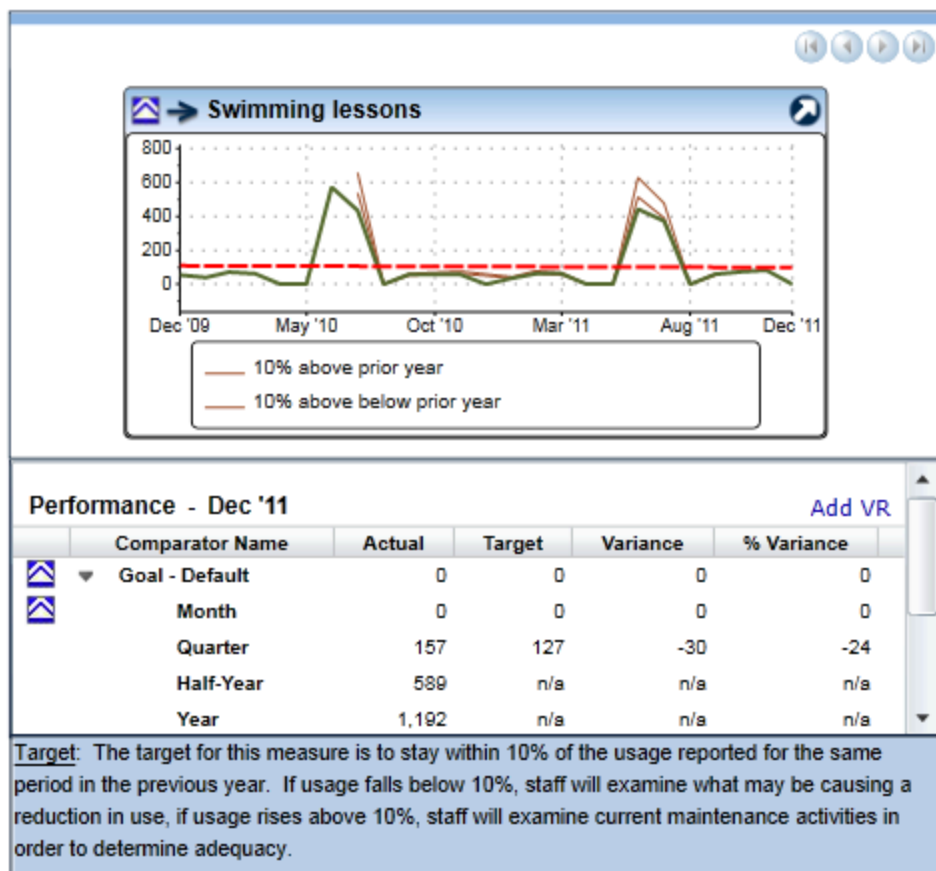 Swimming lessons
800
600
400
200
0
Dec '09 May '10 Oct '10 Mar '11 Aug '11 Dec '11
10% above prior year
10% above below prior year
Performance - Dec '11 Add VR
Comparator Name Actual Target Variance % Variance
Goal - Default 0 0 0 0
Month 0 0 0 0
Quarter 157 127 -30 -24
Half-Year 589 n/a n/a n/a
Year 1,192 n/a n/a n/a
Target: The target for this measure is to stay within 10% of the usage reported for the same
period in the previous year. If usage falls below 10%, staff will examine what may be causing a
reduction in use, if usage rises above 10%, staff will examine current maintenance activities in
order to determine adequacy.